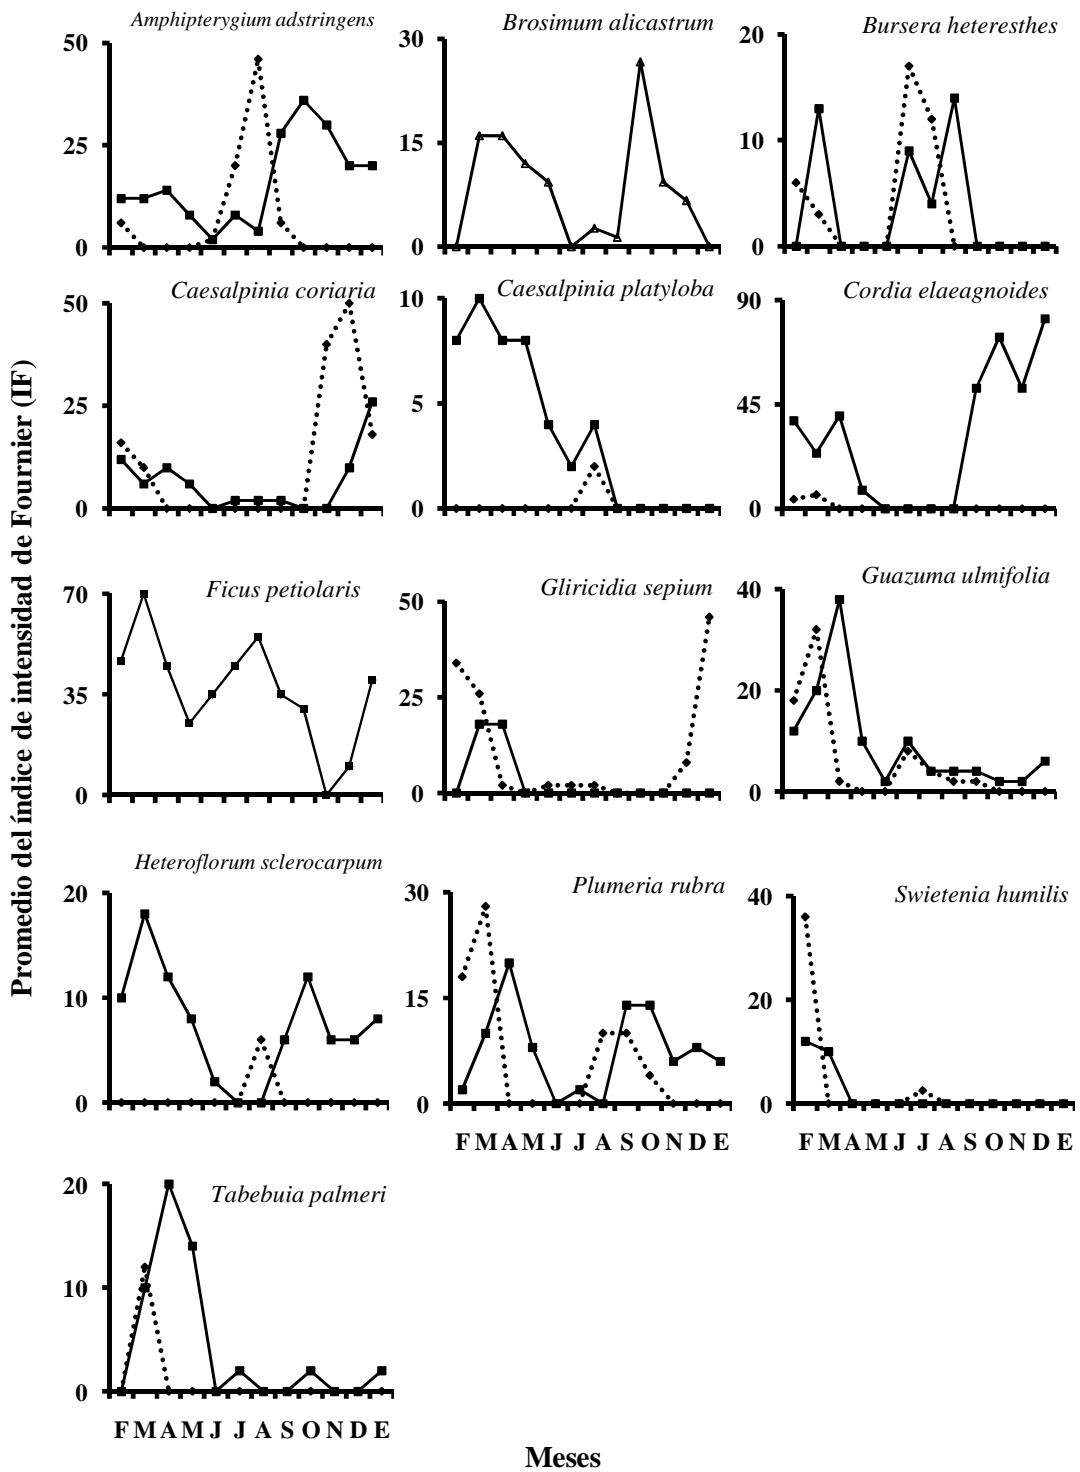 Amphipterygium adstringens
50
25
0
Brosimum alicastrum
30
15
0
Bursera heteresthes
20
10
0
Caesalpinia coriaria
50
25
0
Caesalpinia platyloba
10
5
0
Cordia elaeagnoides
90
45
0
Promedio del índice de intensidad de Fournier (IF)
Ficus petiolaris
70
35
0
Gliricidia sepium
50
25
0
Guazuma ulmifolia
40
20
0
Heteroflorum sclerocarpum
20
10
0
Plumeria rubra
30
15
0
F M A M J J A S O N D E
Swietenia humilis
40
20
0
F M A M J J A S O N D E
Tabebuia palmeri
20
10
0
F M A M J J A S O N D E
Meses